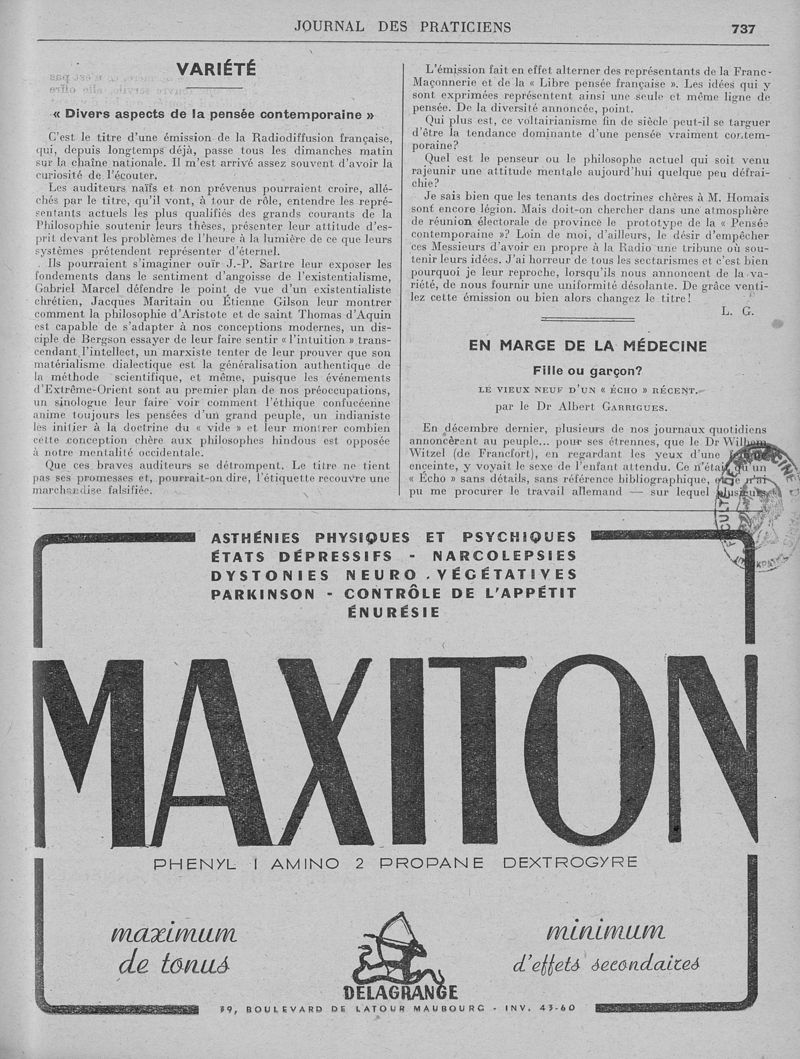 JOURNAL DES PRATICIENS
737
VARIÉTÉ
« Divers aspects de la pensée contemporaine »
C'est le titre d'une émission de la Radiodiffusion française,
qui, depuis longtemps déjà, passe tous les dimanches matin
sur la chaîne nationale. Il m'est arrivé assez souvent d'avoir la
curiosité de l'écouter.
Les auditeurs naïfs et non prévenus pourraient croire, allé-
chés par le titre, qu'il vont, à tour de rôle, entendre les repré-
sentants actuels les plus qualifiés des grands courants de la
Philosophie soutenir leurs thèses, présenter leur attitude d'es-
prit devant les problèmes de l'heure à la lumière de ce que leurs
systèmes prétendent representer d'éternel.
Ils pourraient s'imaginer ouïr J.-P. Sartre leur exposer les
fondements dans le sentiment d'angoisse de l'existentialisme,
Gabriel Marcel défendre le point de vue d'un existentialiste
chrétien, Jacques Maritain ou Étienne Gilson leur montrer
comment la philosophie d'Aristote et de saint Thomas d'Aquin
est capable de s'adapter à nos conceptions modernes, un dis-
ciple de Bergson essayer de leur faire sentir « l'intuition » trans-
cendant l'intellect, un marxiste tenter de leur prouver que son
matérialisme dialectique est la généralisation authentique de
la méthode scientifique, et même, puisque les événements
d'Extrême-Orient sont au premier plan de nos préoccupations,
un sinologue leur faire voir comment l'éthique confucéenne
anime toujours les pensées d'un grand peuple, un indianiste
les initier à la doctrine du « vide » et leur montrer combien
cette conception chère aux philosophes hindous est opposée
à notre mentalité occidentale.
Que ces braves auditeurs se détrompent. Le titre ne tient
pas ses promesses et, pourrait-on dire, l'étiquette recouvre une
marchandise falsifiée.
L'émission fait en effet alterner des représentants de la Franc-
Maçonnerie et de la « Libre pensée française ». Les idées qui y
sont exprimées représentent ainsi une seule et même ligne de
pensée. De la diversité annoncée, point.
Qui plus est, ce voltairianisme fin de siècle peut-il se targuer
d'être la tendance dominante d'une pensée vraiment contem-
poraine?
Quel est le penseur ou le philosophe actuel qui soit venu
rajeunir une attitude mentale aujourd'hui quelque peu défraî-
chie?
Je sais bien que les tenants des doctrines chères à M. Homais
sont encore légion. Mais doit-on chercher dans une atmosphère
de réunion électorale de province le prototype de la « Pensée
contemporaine »? Loin de moi, d'ailleurs, le désir d'empêcher
ces Messieurs d'avoir en propre à la Radio une tribune où sou-
tenir leurs idées. J'ai horreur de tous les sectarismes et c'est bien
pourquoi je leur reproche, lorsqu'ils nous annoncent de la va-
riété, de nous fournir une uniformité désolante. De grâce venti-
lez cette émission ou bien alors changez le titre!
L. G.
EN MARGE DE LA MÉDECINE
Fille ou garçon?
LE VIEUX NEUF D'UN « ÉCHO » RÉCENT.
par le Dr Albert GARRIGUES.
En décembre dernier, plusieurs de nos journaux quotidiens
annoncèrent au peuple... pour ses étrennes, que le Dr Wilhem
Witzel (de Francfort), en regardant les yeux d'une
enceinte, y voyait le sexe de l'enfant attendu. Ce n'était qu'un
« Écho » sans détails, sans référence bibliographique, et je n'ai
pu me procurer le travail allemand — sur lequel plusieurs
ASTHÉNIES PHYSIQUES ET PSYCHIQUES
ÉTATS DÉPRESSIFS - NARCOLEPSIES
DYSTONIES NEURO-VÉGÉTATIVES
PARKINSON - CONTRÔLE DE L'APPÉTIT
ÉNURÉSIE
MAXITON
PHENYL 1 AMINO 2 PROPANE DEXTROGYRE
maximum
de tonus
minimum
d'effets secondaires
DELAGRANGE
39, BOULEVARD DE LATOUR MAUBOURG - INV. 43-60